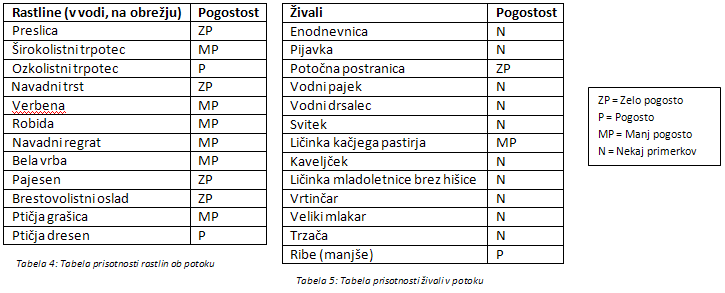 Rastline (v vodi, na obrežju) Pogostost
Preslica ZP
Širokolistni trpotec MP
Ozkolistni trpotec P
Navadni trst ZP
Verbena MP
Robida MP
Navadni regrat MP
Bela vrba MP
Pajesen ZP
Brestovolistni oslad ZP
Ptičja grašica MP
Ptičja dresen P
Tabela 4: Tabela prisotnosti rastlin ob potoku
Živali Pogostost
Enodnevnica N
Pijavka N
Potočna postranica ZP
Vodni pajek N
Vodni drsalec N
Svitek N
Ličinka kačjega pastirja MP
Kaveljček N
Ličinka mladoletnice brez hišice N
Vrtinčar N
Veliki mlakar N
Trzača N
Ribe (manjše) P
Tabela 5: Tabela prisotnosti živali v potoku
ZP = Zelo pogosto
P = Pogosto
MP = Manj pogosto
N = Nekaj primerkov